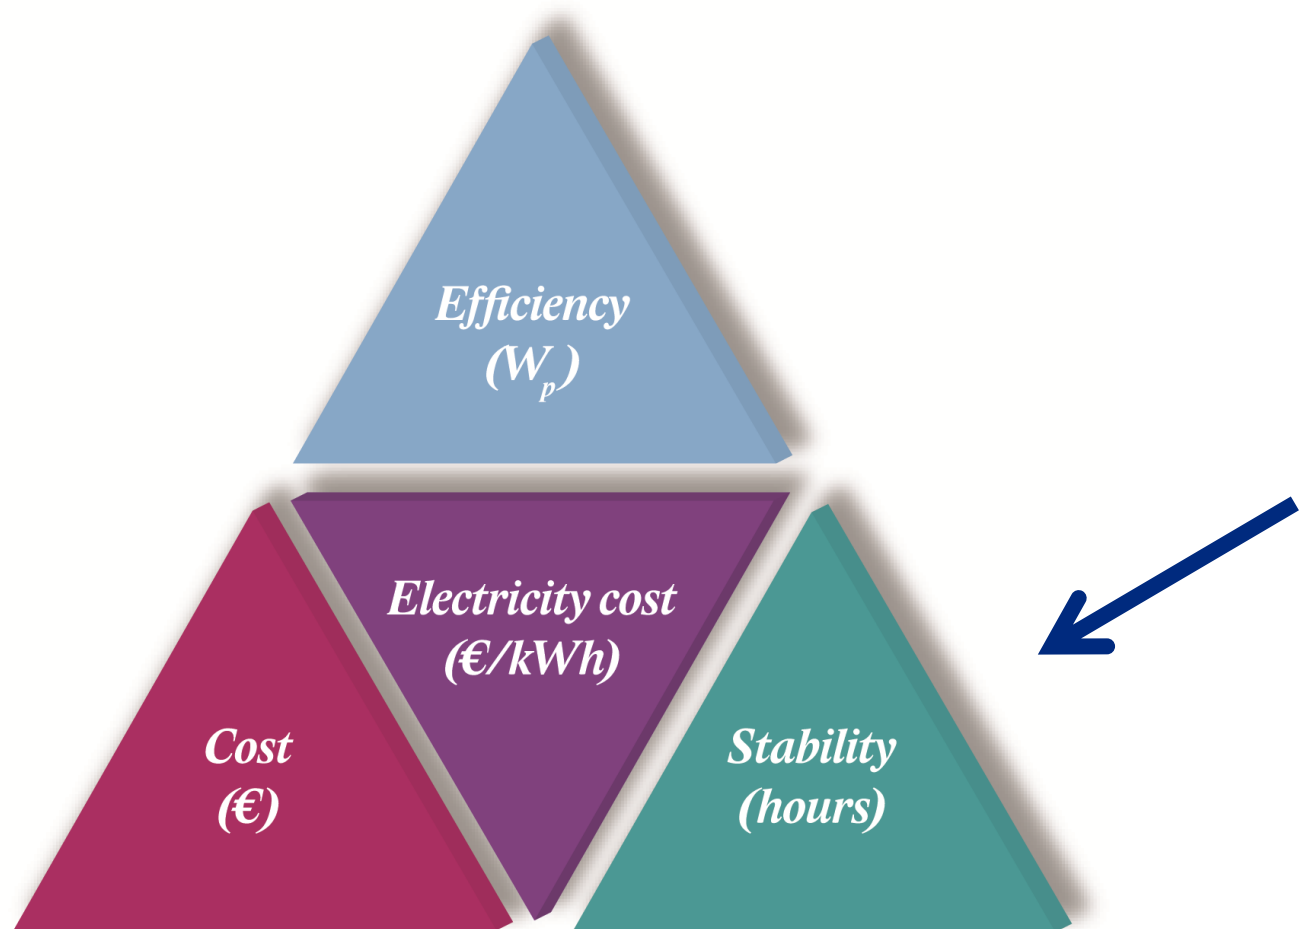 Efficiency
(Wₚ)
Electricity cost
(€/kWh)
Cost
(€)
Stability
(hours)